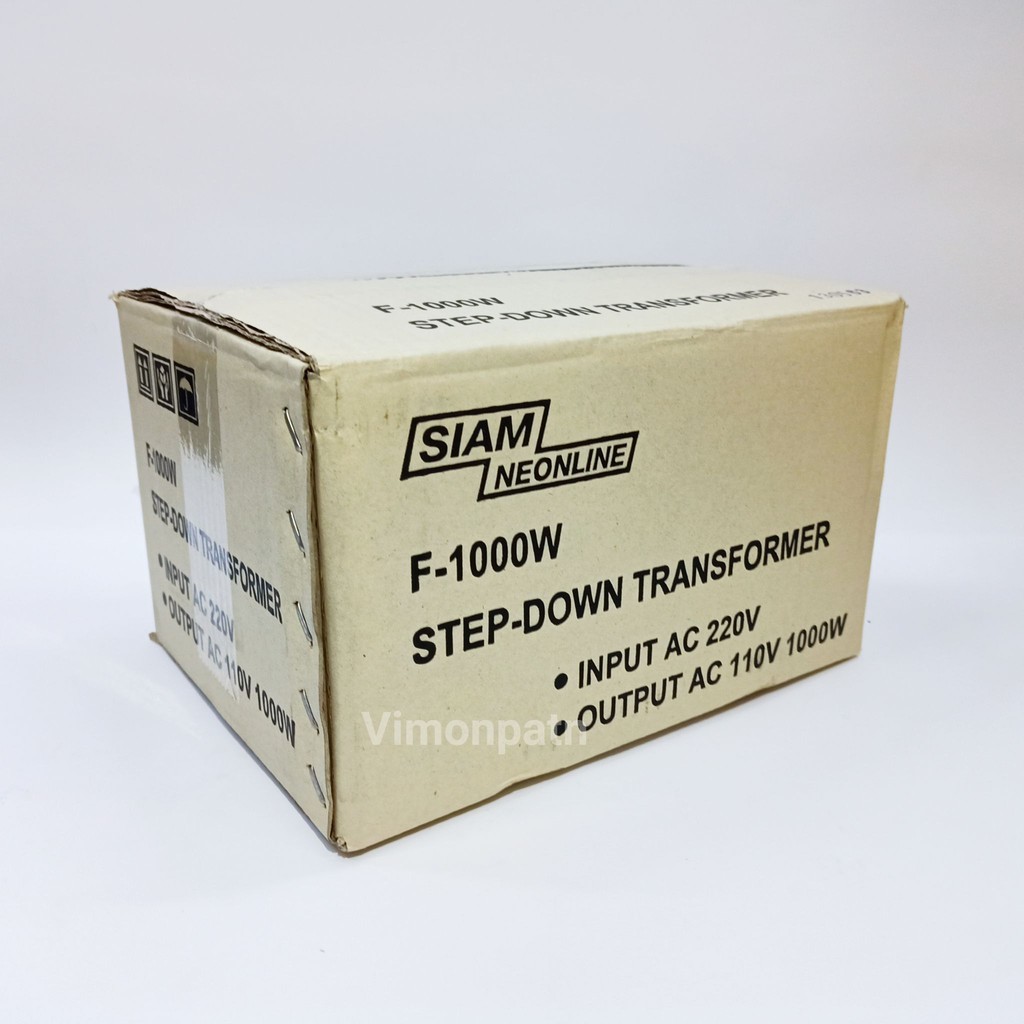 F-1000W
STEP-DOWN TRANSFORMER
SIAM
NEONLINE
F-1000W
STEP-DOWN TRANSFORMER
• INPUT AC 220V
• OUTPUT AC 110V 1000W
F-1000W
STEP-DOWN TRANSFORMER
• INPUT AC 220V
• OUTPUT AC 110V 1000W
Vimonpatn